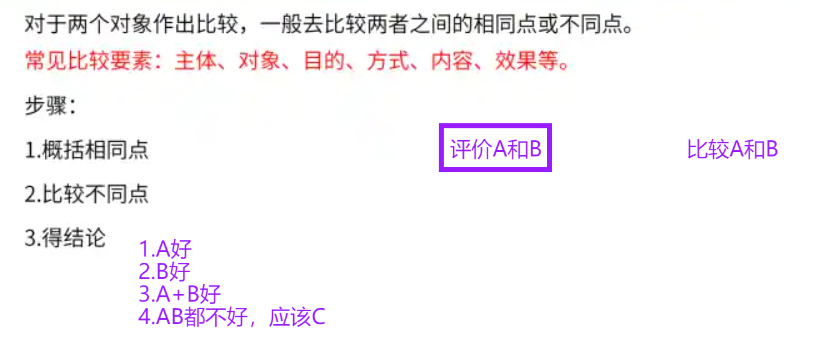 对于两个对象作出比较，一般去比较两者之间的相同点或不同点。
常见比较要素：主体、对象、目的、方式、内容、效果等。
步骤：
1.概括相同点
评价A和B
比较A和B
2.比较不同点
3.得结论
1.A好
2.B好
3.A+B好
4.AB都不好，应该C